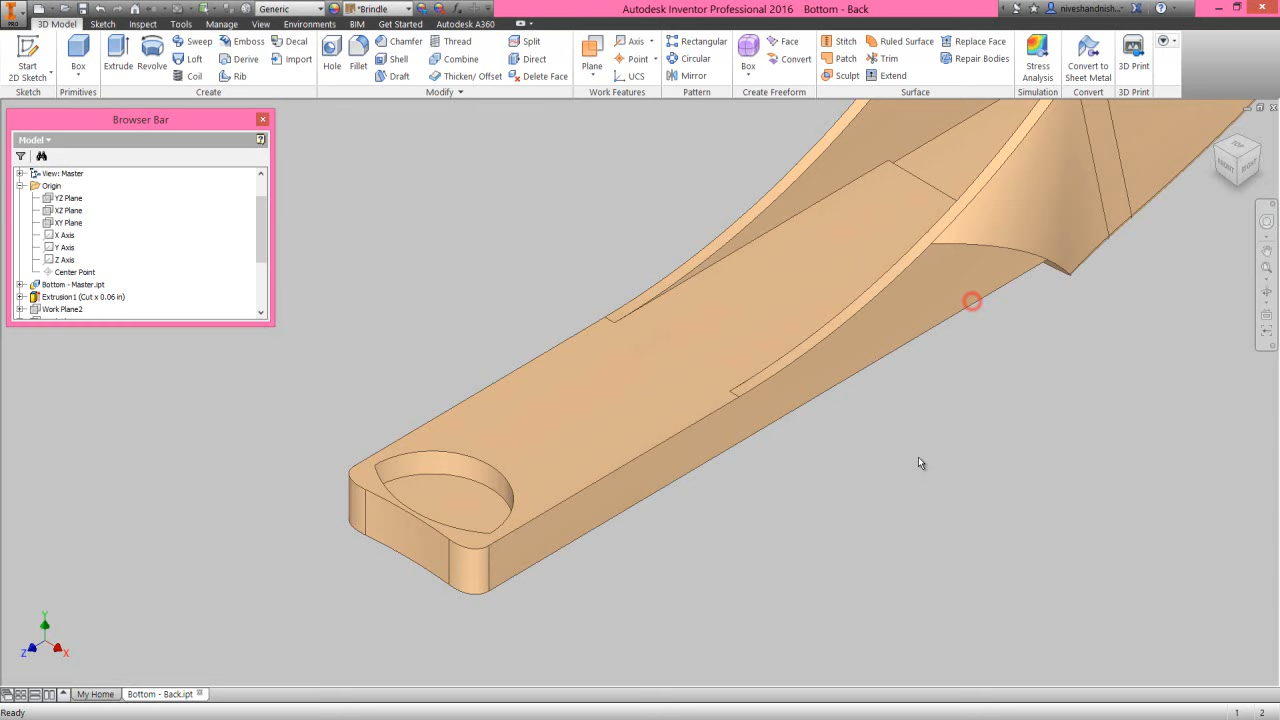 Generic
*Brindle
Autodesk Inventor Professional 2016 Bottom - Back
niveshandnish...
PRO
3D Model Sketch Inspect Tools Manage View Environments BIM Get Started Autodesk A360
Start
2D Sketch
Box
Extrude
Revolve
Sweep Emboss Decal
Loft Derive Import
Coil Rib
Hole
Fillet
Chamfer Thread Split
Shell Combine Direct
Draft Thicken/ Offset Delete Face
Plane
Axis
Point
UCS
Rectangular
Circular
Mirror
Box
Face
Convert
Stitch Ruled Surface Replace Face
Patch Trim Repair Bodies
Sculpt Extend
Stress
Analysis
Convert to
Sheet Metal
3D Print
Sketch Primitives Create Modify Work Features Pattern Create Freeform Surface Simulation Convert 3D Print
Browser Bar
Model
View: Master
Origin
YZ Plane
XZ Plane
XY Plane
X Axis
Y Axis
Z Axis
Center Point
Bottom - Master.ipt
Extrusion1 (Cut x 0.06 in)
Work Plane2
TOP
FRONT
RIGHT
Y
Z
X
My Home
Bottom - Back.ipt
Ready
1 2